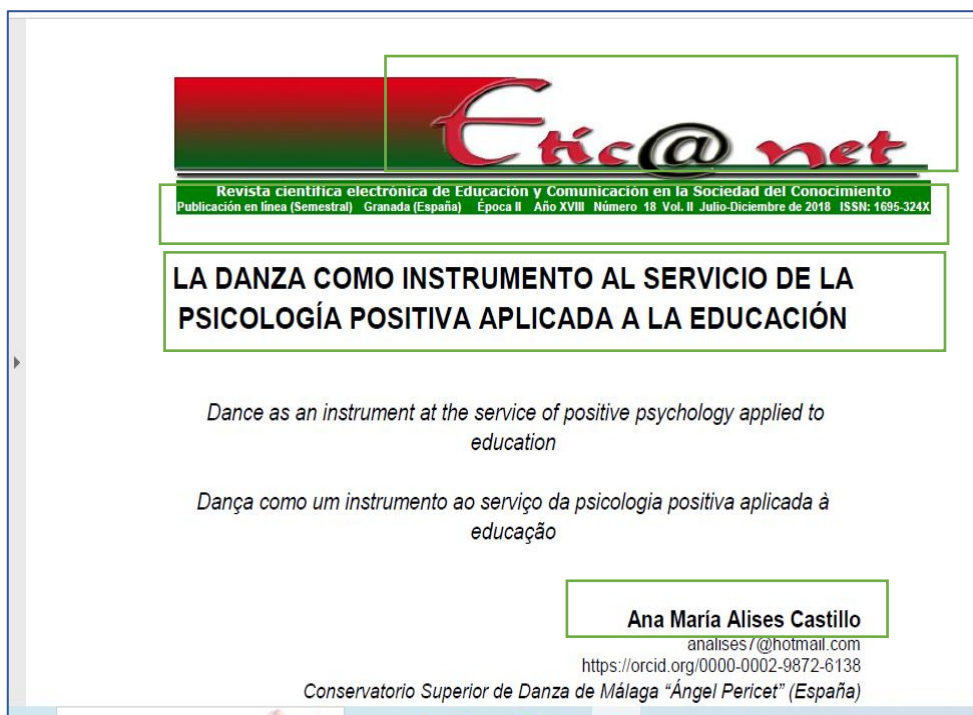 Etic@net
Revista científica electrónica de Educación y Comunicación en la Sociedad del Conocimiento
Publicación en línea (Semestral) Granada (España) Época II Año XVIII Número 18 Vol. II Julio-Diciembre de 2018 ISSN: 1695-324X
LA DANZA COMO INSTRUMENTO AL SERVICIO DE LA
PSICOLOGÍA POSITIVA APLICADA A LA EDUCACIÓN
Dance as an instrument at the service of positive psychology applied to
education
Dança como um instrumento ao serviço da psicologia positiva aplicada à
educação
Ana María Alises Castillo
analises7@hotmail.com
https://orcid.org/0000-0002-9872-6138
Conservatorio Superior de Danza de Málaga “Ángel Pericet” (España)